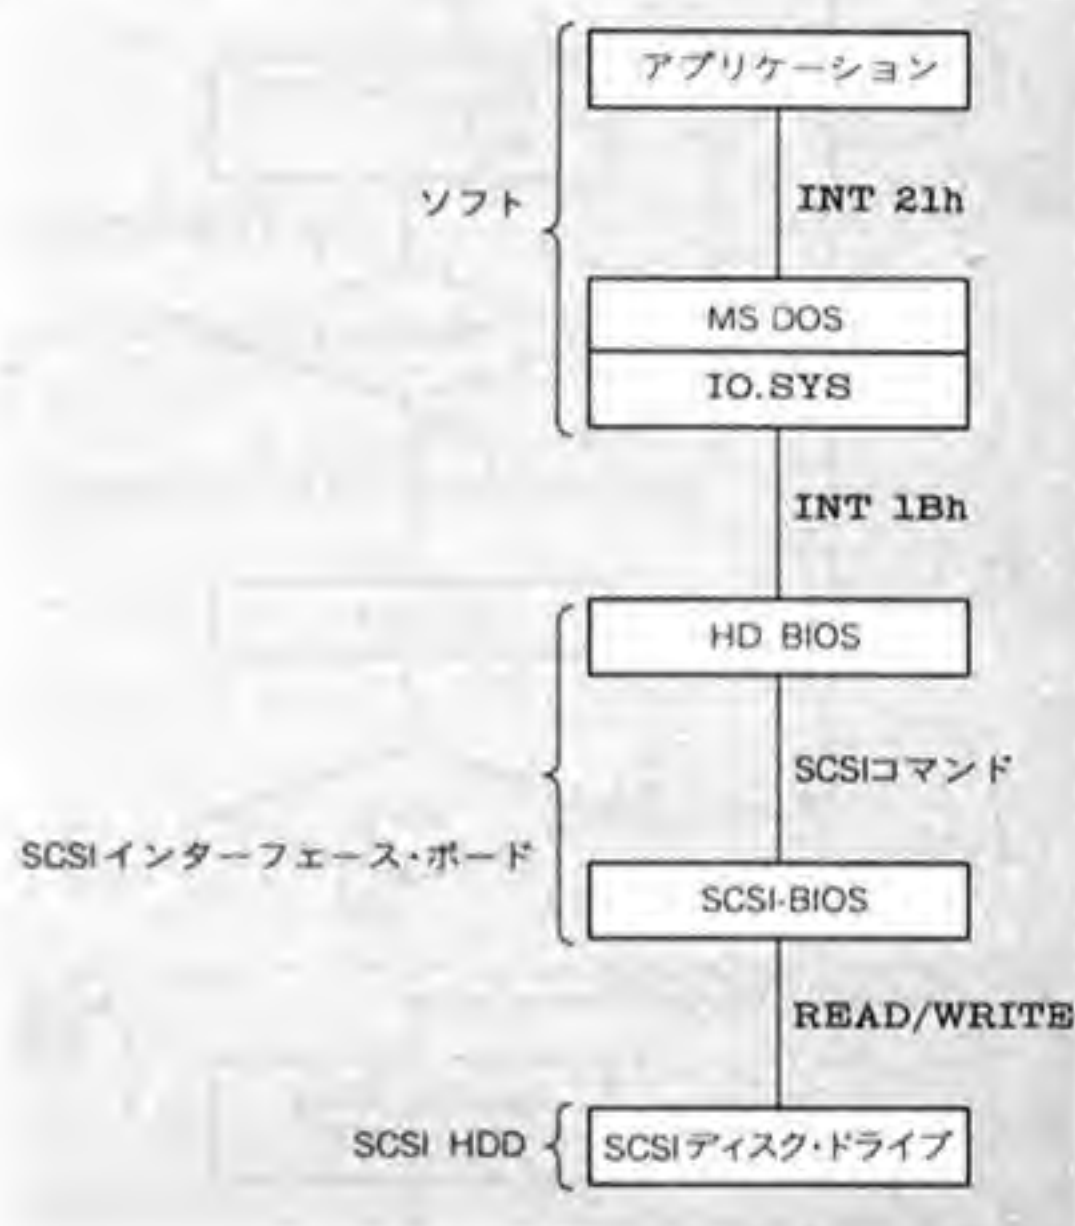 アプリケーション
ソフト
INT 21h
MS DOS
IO.SYS
INT 1Bh
HD BIOS
SCSIコマンド
SCSIインターフェース・ボード
SCSI-BIOS
READ/WRITE
SCSI HDD
SCSIディスク・ドライブ